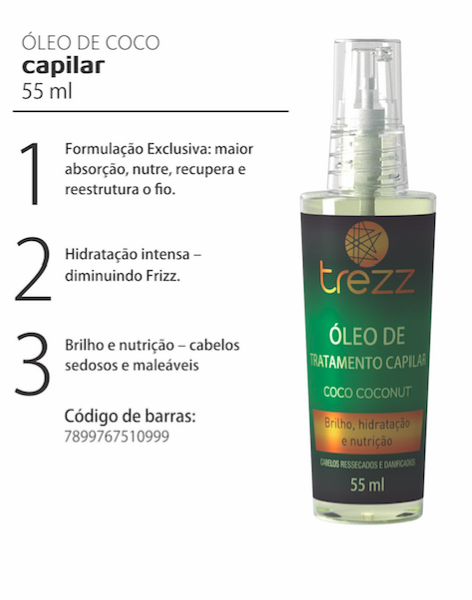 ÓLEO DE COCO
capilar
55 ml
1
Formulação Exclusiva: maior
absorção, nutre, recupera e
reestrutura o fio.
2
Hidratação intensa –
diminuindo Frizz.
3
Brilho e nutrição – cabelos
sedosos e maleáveis
Código de barras:
7899767510999
trezz
ÓLEO DE
TRATAMENTO CAPILAR
COCO COCONUT
Brilho, hidratação
e nutrição
CABELOS RESSECADOS E DANIFICADOS
55 ml